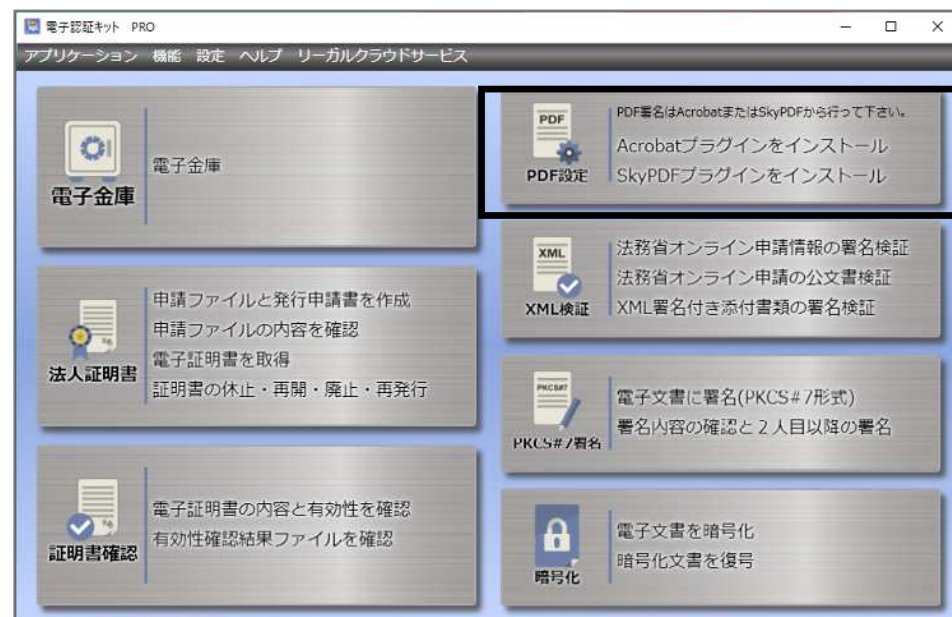 電子認証キット PRO
アプリケーション 機能 設定 ヘルプ リーガルクラウドサービス
電子金庫
電子金庫
法人証明書
申請ファイルと発行申請書を作成
申請ファイルの内容を確認
電子証明書を取得
証明書の休止・再開・廃止・再発行
証明書確認
電子証明書の内容と有効性を確認
有効性確認結果ファイルを確認
PDF
PDF設定
PDF署名はAcrobatまたはSkyPDFから行って下さい。
Acrobatプラグインをインストール
SkyPDFプラグインをインストール
XML
XML検証
法務省オンライン申請情報の署名検証
法務省オンライン申請の公文書検証
XML署名付き添付書類の署名検証
PKCS#7
PKCS#7署名
電子文書に署名(PKCS#7形式)
署名内容の確認と2人目以降の署名
暗号化
電子文書を暗号化
暗号化文書を復号